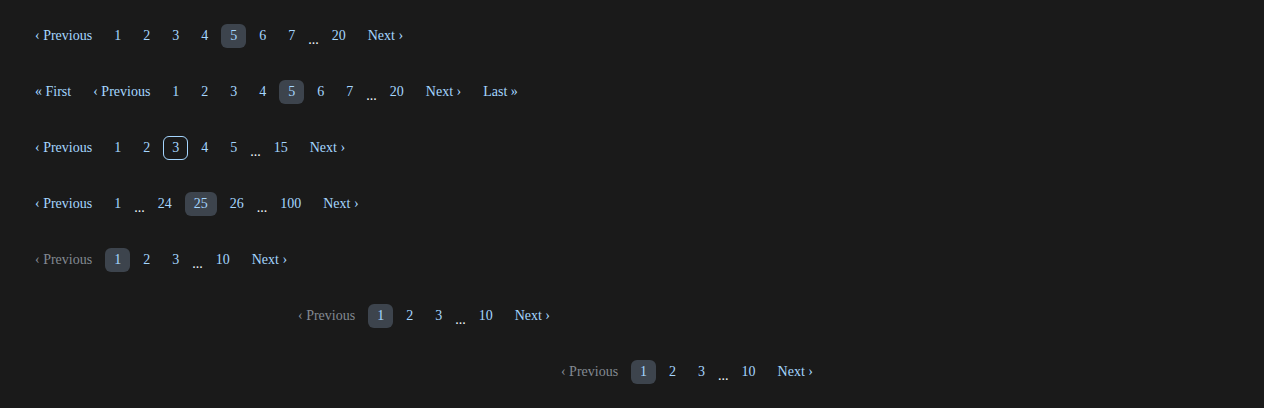 ‹ Previous 1 2 3 4 5 6 7 ... 20 Next ›
« First ‹ Previous 1 2 3 4 5 6 7 ... 20 Next › Last »
‹ Previous 1 2 3 4 5 ... 15 Next ›
‹ Previous 1 ... 24 25 26 ... 100 Next ›
‹ Previous 1 2 3 ... 10 Next ›
‹ Previous 1 2 3 ... 10 Next ›
‹ Previous 1 2 3 ... 10 Next ›